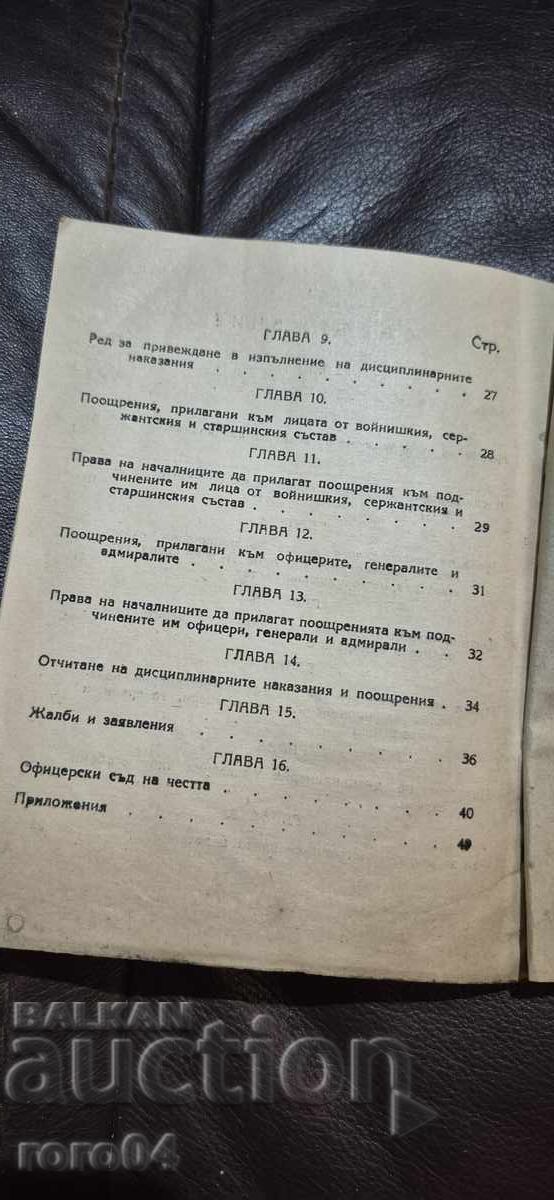 ГЛАВА 9.
Стр.
Ред за привеждане в изпълнение на дисциплинарните
наказания . . . . . . . . . 27
ГЛАВА 10.
Поощрения, прилагани към лицата от войнишкия, сер-
жантския и старшинския състав . . . . . 28
ГЛАВА 11.
Права на началниците да прилагат поощрения към под-
чинените им лица от войнишкия, сержантския и
старшинския състав . . . . . . . . 29
ГЛАВА 12.
Поощрения, прилагани към офицерите, генералите и
адмиралите . . . . . . . . . . 31
ГЛАВА 13.
Права на началниците да прилагат поощренията към под-
чинените им офицери, генерали и адмирали . . 32
ГЛАВА 14.
Отчитане на дисциплинарните наказания и поощрения . 34
ГЛАВА 15.
Жалби и заявления . . . . . . . . . 36
ГЛАВА 16.
Офицерски съд на честта . . . . . . . . 40
Приложения . . . . . . . . . . 49
BALKAN
auction
roro04